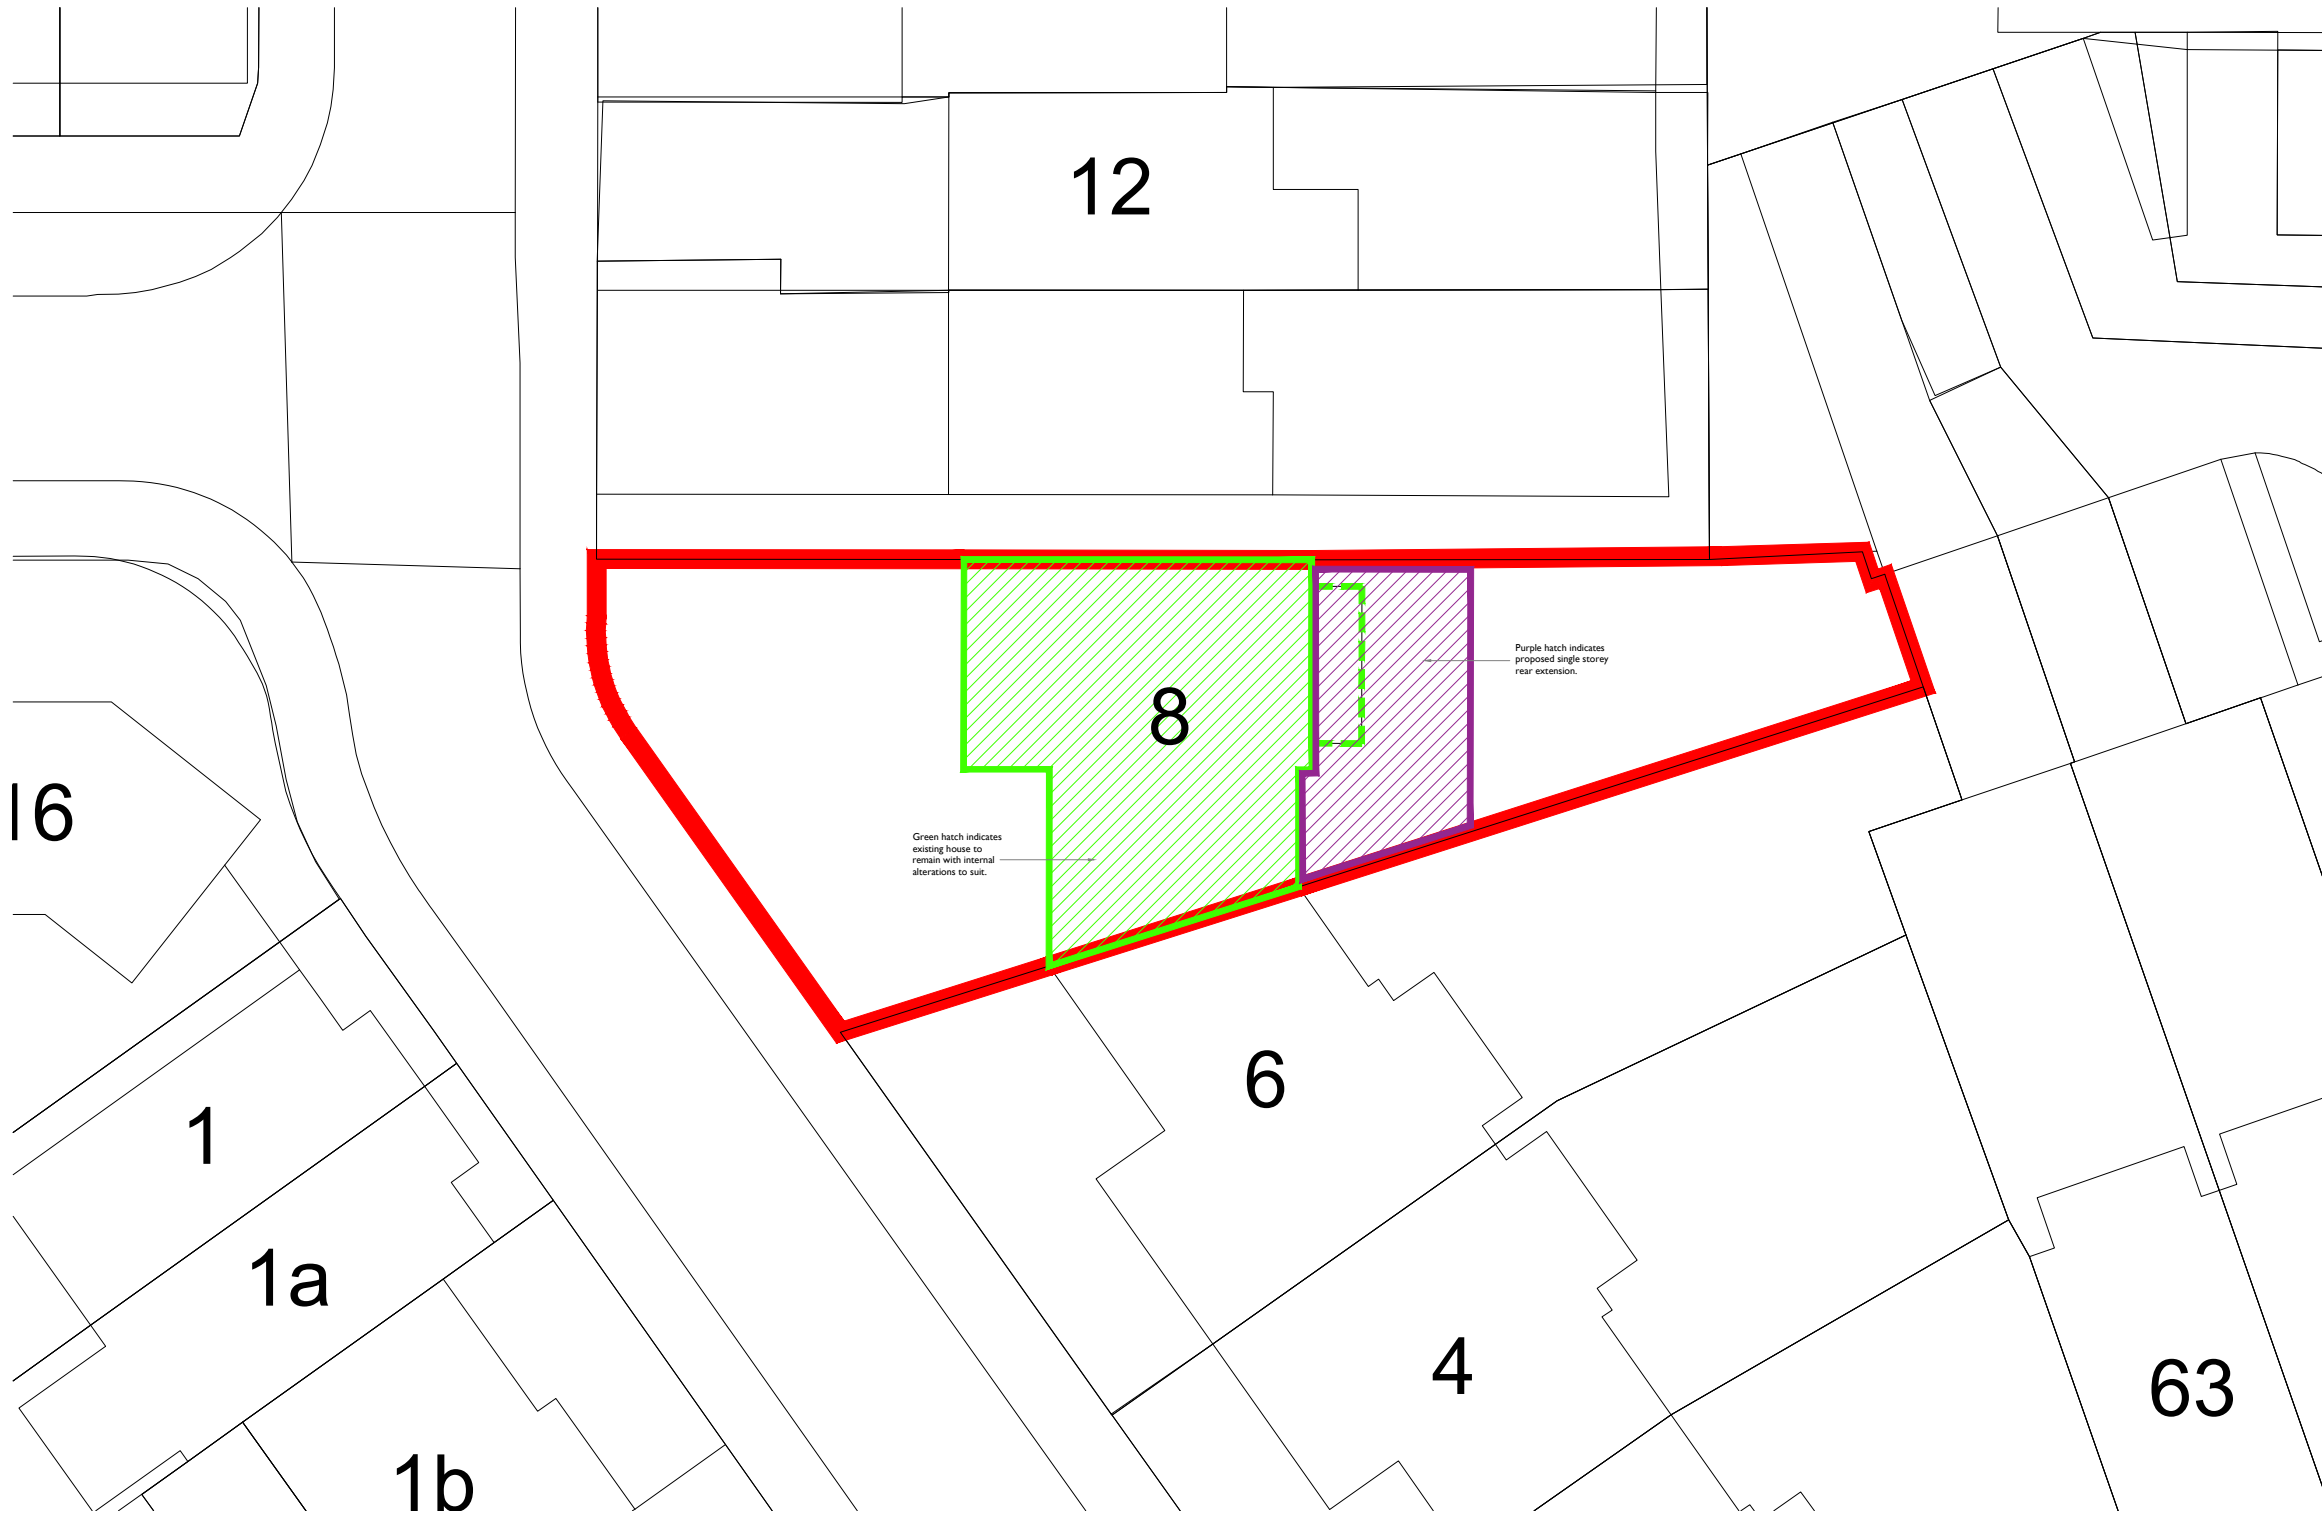 12
Purple hatch indicates
proposed single storey
rear extension.
8
16
Green hatch indicates
existing house to
remain with internal
alterations to suit.
6
1
1a
4
63
1b